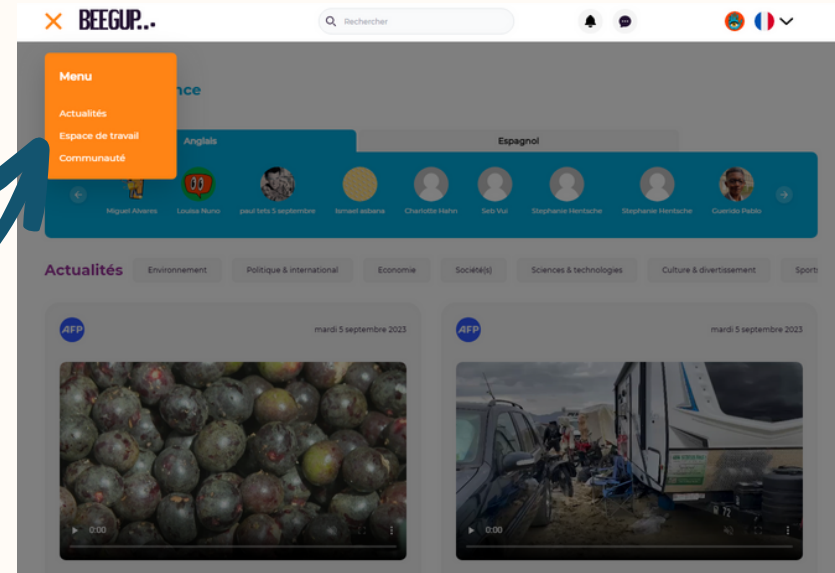 BEEGUP...
Rechercher
Menu
Actualités
Espace de travail
Communauté
nce
Anglais
Espagnol
Miguel Alvares
Louisa Nuno
paul tets 5 septembre
Ismael asbana
Charlotte Hahn
Seb Vui
Stephanie Hentsche
Stephanie Hentsche
Guerido Pablo
Actualités
Environnement
Politique & international
Economie
Société(s)
Sciences & technologies
Culture & divertissement
Sports
AFP
mardi 5 septembre 2023
AFP
mardi 5 septembre 2023
0:00
0:00